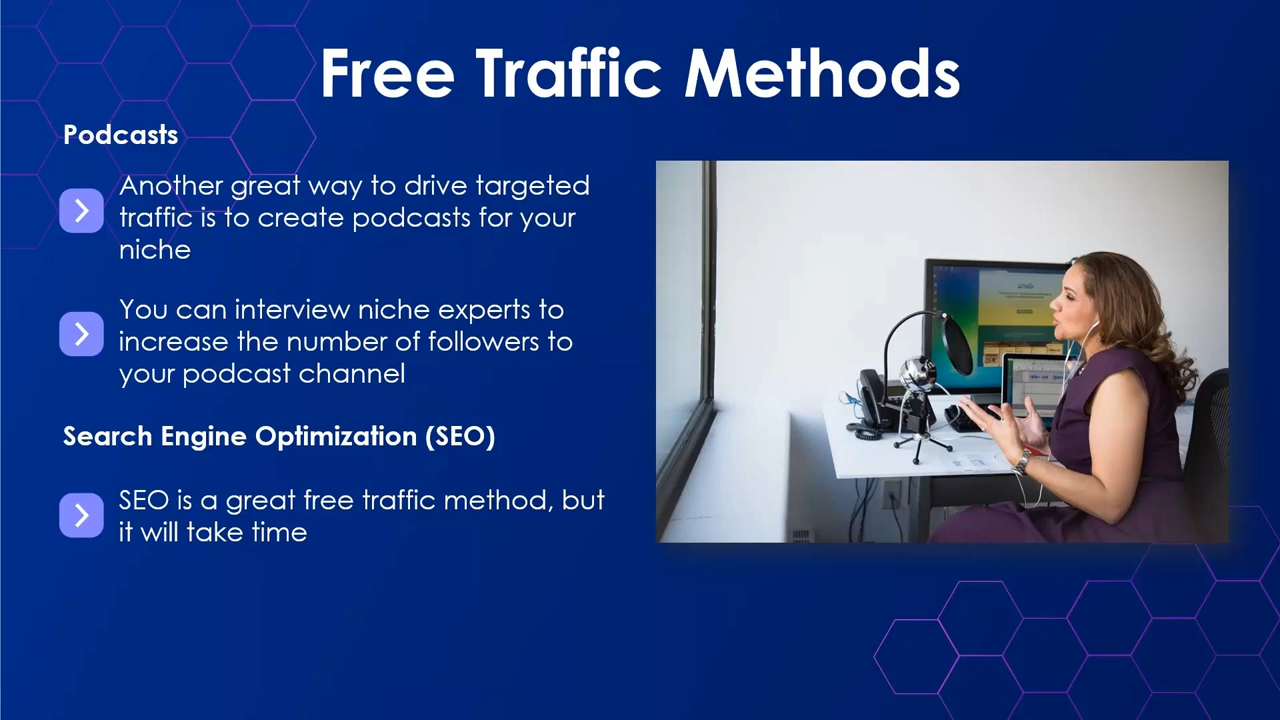 Free Traffic Methods
Podcasts
Another great way to drive targeted
traffic is to create podcasts for your
niche
You can interview niche experts to
increase the number of followers to
your podcast channel
Search Engine Optimization (SEO)
SEO is a great free traffic method, but
it will take time